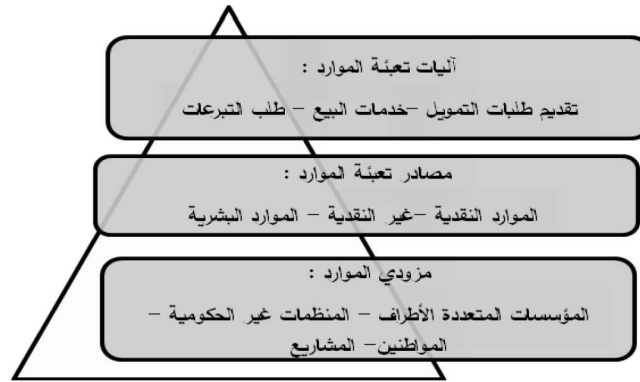 آليات تعبئة الموارد :
تقديم طلبات التمويل –خدمات البيع – طلب التبرعات
مصادر تعبئة الموارد :
الموارد النقدية –غير النقدية – الموارد البشرية
مزودي الموارد :
المؤسسات المتعددة الأطراف – المنظمات غير الحكومية –
المواطنين– المشاريع